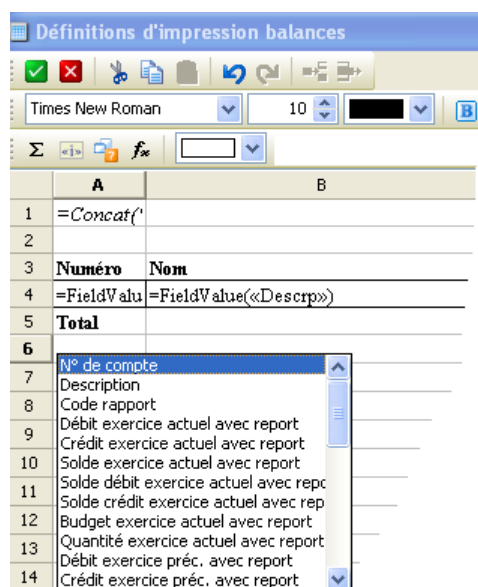 Définitions d'impression balances
Times New Roman 10 B
Σ «i» fx
A B
1 =Concat('
2
3 Numéro Nom
4 =FieldValu =FieldValue(«Descrp»)
5 Total
6
7
8
9
10
11
12
13
14
N° de compte
Description
Code rapport
Débit exercice actuel avec report
Crédit exercice actuel avec report
Solde exercice actuel avec report
Solde débit exercice actuel avec repo
Solde crédit exercice actuel avec rep
Budget exercice actuel avec report
Quantité exercice actuel avec report
Débit exercice préc. avec report
Crédit exercice préc. avec report